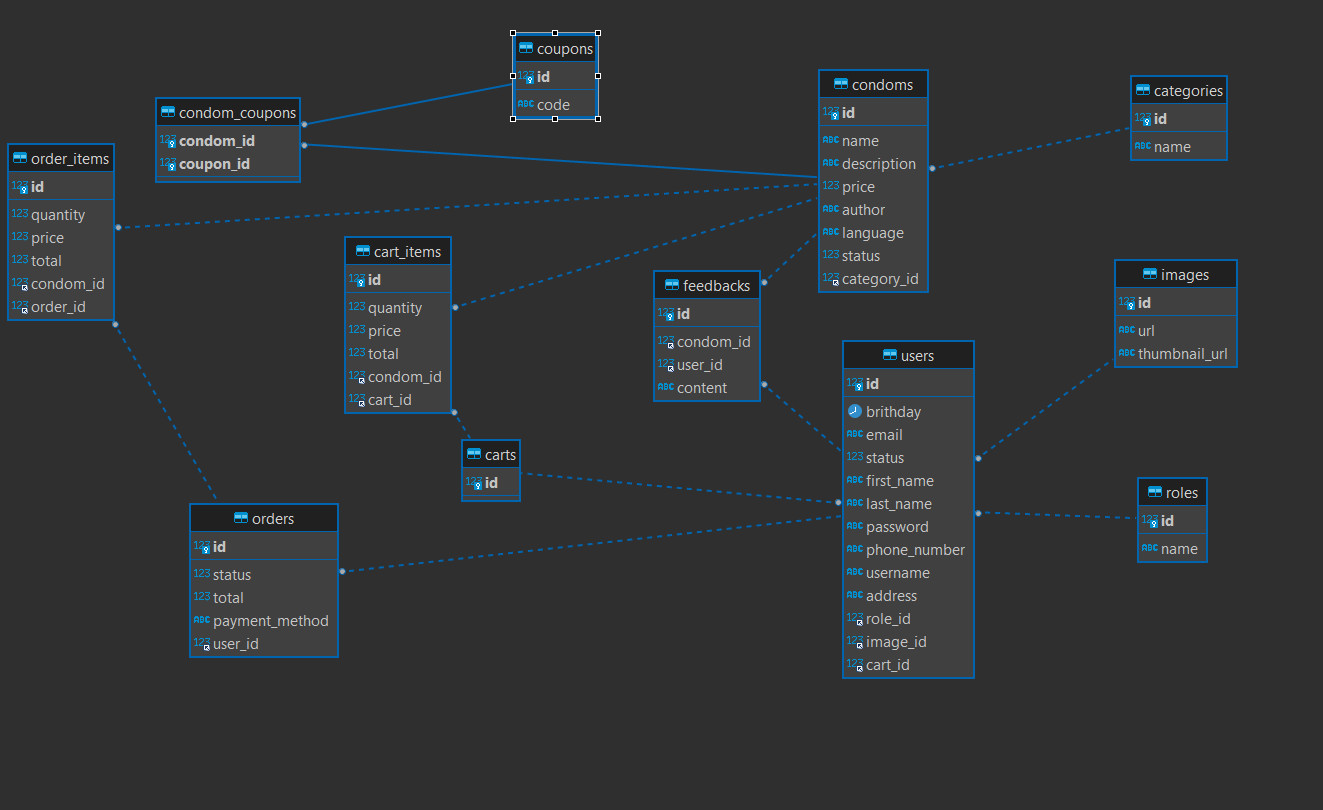 coupons
id
code
condom_coupons
condom_id
coupon_id
condoms
id
name
description
price
author
language
status
category_id
categories
id
name
order_items
id
quantity
price
total
condom_id
order_id
cart_items
id
quantity
price
total
condom_id
cart_id
feedbacks
id
condom_id
user_id
content
images
id
url
thumbnail_url
users
id
brithday
email
status
first_name
last_name
password
phone_number
username
address
role_id
image_id
cart_id
carts
id
roles
id
name
orders
id
status
total
payment_method
user_id